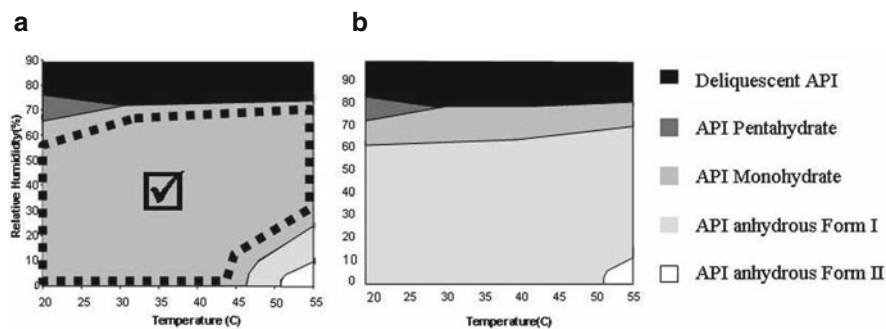 a
b
90
80
70
60
50
40
30
20
10
0
Relative Humididity(%)
20 25 30 35 40 45 50 55
Temperature (C)
90
80
70
60
50
40
30
20
10
0
20 25 30 35 40 45 50 55
Temperature(C)
Deliquescent API
API Pentahydrate
API Monohydrate
API anhydrous Form I
API anhydrous Form II